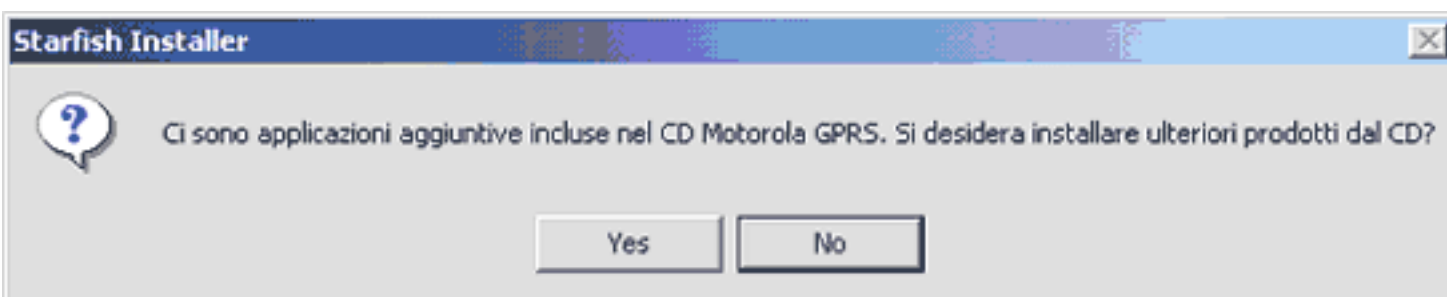 Starfish Installer
Ci sono applicazioni aggiuntive incluse nel CD Motorola GPRS. Si desidera installare ulteriori prodotti dal CD?
Yes
No